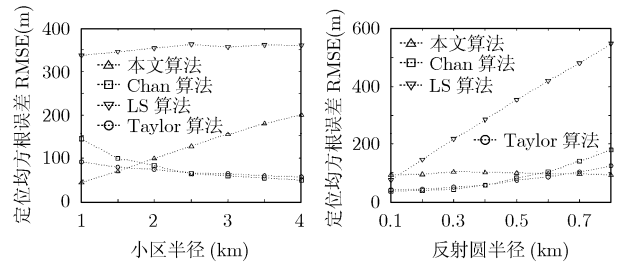 定位均方根误差 RMSE(m)
400
300
200
100
0
本文算法
Chan 算法
LS 算法
Taylor 算法
1
2
3
4
小区半径 (km)
定位均方根误差 RMSE(m)
600
400
200
0
本文算法
Chan 算法
LS 算法
Taylor 算法
0.1
0.3
0.5
0.7
反射圆半径 (km)